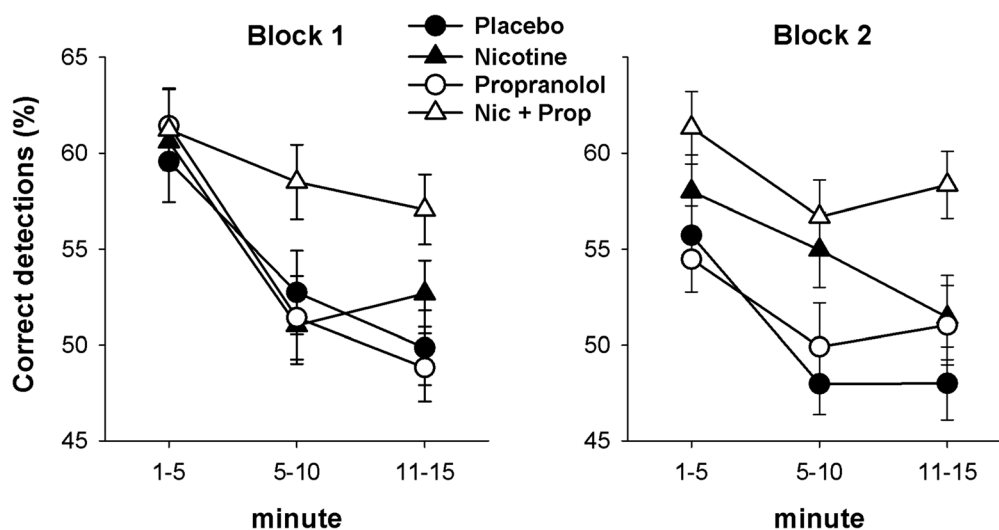 Block 1
Placebo
Nicotine
Propranolol
Nic + Prop
Block 2
Correct detections (%)
65
60
55
50
45
1-5
5-10
11-15
minute
65
60
55
50
45
1-5
5-10
11-15
minute